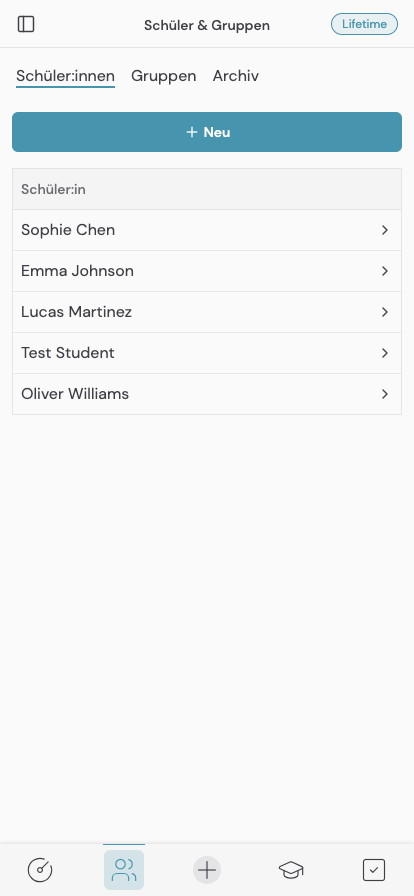 Schüler & Gruppen Lifetime
Schüler:innen Gruppen Archiv
Neu
Schüler:in
Sophie Chen
Emma Johnson
Lucas Martinez
Test Student
Oliver Williams